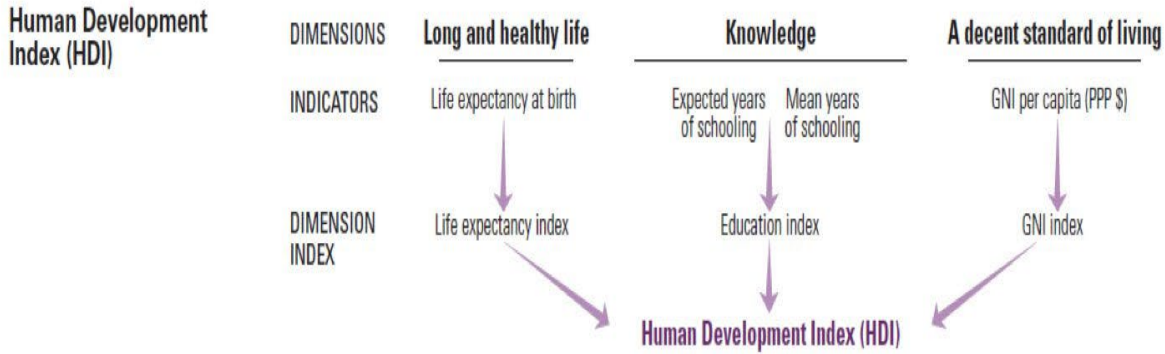 Human Development
Index (HDI)
DIMENSIONS Long and healthy life Knowledge A decent standard of living
INDICATORS Life expectancy at birth Expected years of schooling Mean years of schooling GNI per capita (PPP $)
DIMENSION INDEX Life expectancy index Education index GNI index
Human Development Index (HDI)